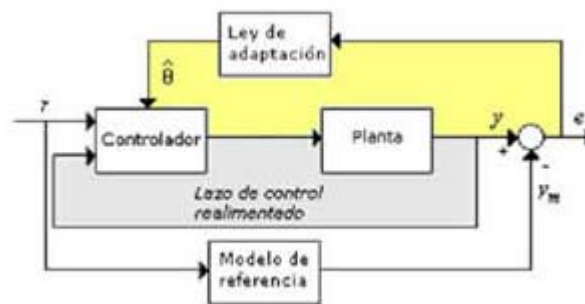 Ley de
adaptación
θ̂
r
Controlador
Planta
y
e
+
-
y_m
Lazo de control
realimentado
Modelo de
referencia